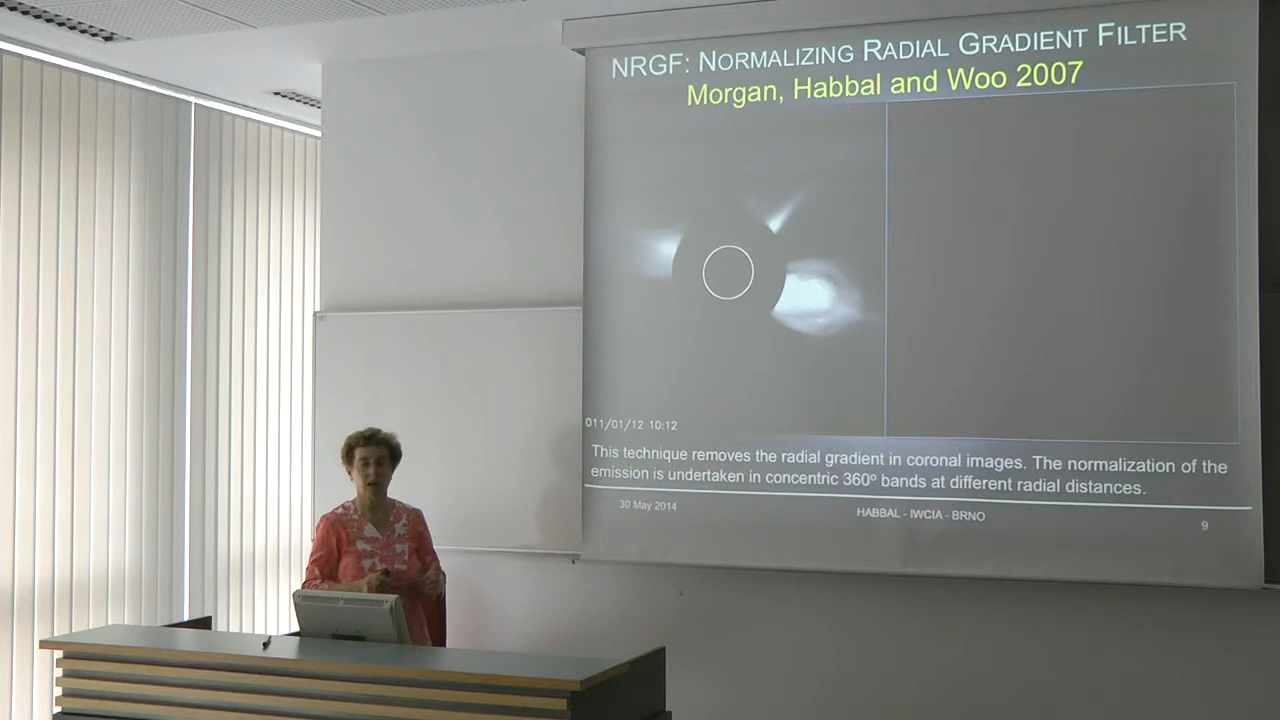 NRGF: NORMALIZING RADIAL GRADIENT FILTER
Morgan, Habbal and Woo 2007
011/01/12 10:12
This technique removes the radial gradient in coronal images. The normalization of the
emission is undertaken in concentric 360º bands at different radial distances.
30 May 2014
HABBAL - IWCIA - BRNO
9